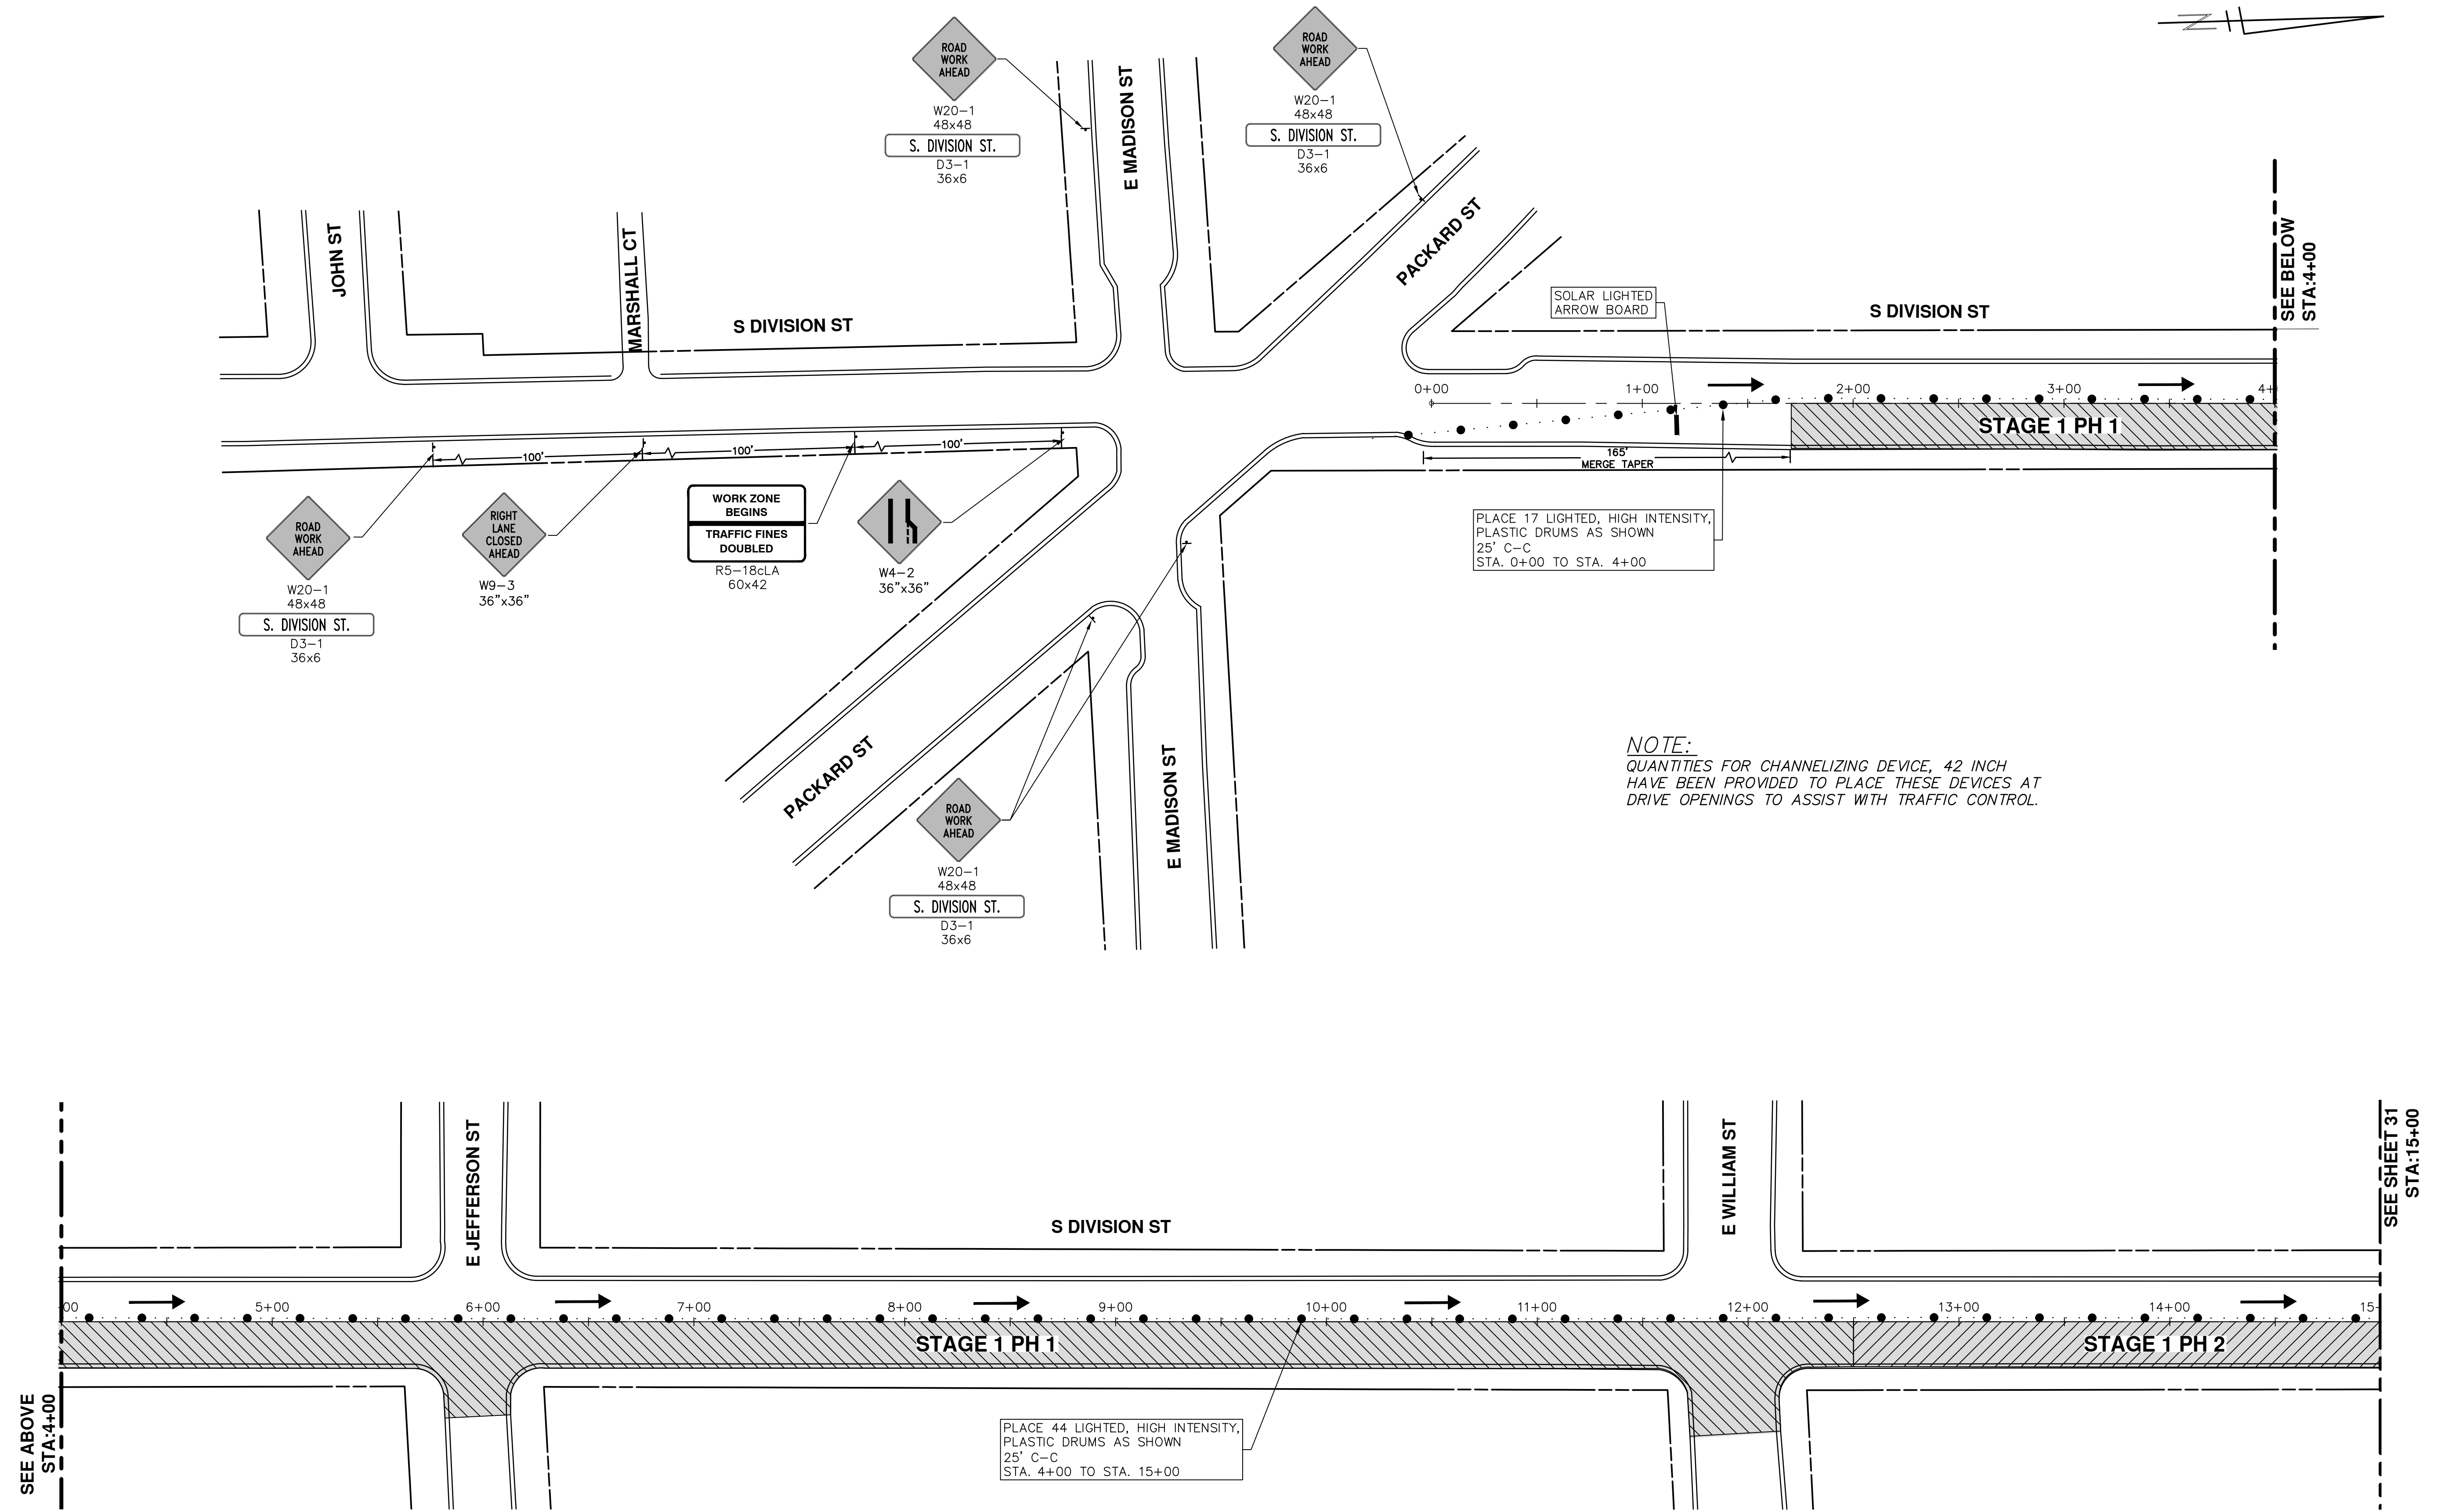 N
ROAD
WORK
AHEAD
W20-1
48x48
S. DIVISION ST.
D3-1
36x6
ROAD
WORK
AHEAD
W20-1
48x48
S. DIVISION ST.
D3-1
36x6
JOHN ST
MARSHALL CT
S DIVISION ST
E MADISON ST
PACKARD ST
SOLAR LIGHTED
ARROW BOARD
S DIVISION ST
SEE BELOW
STA:4+00
0+00
1+00
2+00
3+00
4+
STAGE 1 PH 1
165'
MERGE TAPER
100'
100'
100'
ROAD
WORK
AHEAD
W20-1
48x48
S. DIVISION ST.
D3-1
36x6
RIGHT
LANE
CLOSED
AHEAD
W9-3
36"x36"
WORK ZONE
BEGINS
TRAFFIC FINES
DOUBLED
R5-18cLA
60x42
W4-2
36"x36"
PLACE 17 LIGHTED, HIGH INTENSITY,
PLASTIC DRUMS AS SHOWN
25' C-C
STA. 0+00 TO STA. 4+00
PACKARD ST
E MADISON ST
ROAD
WORK
AHEAD
W20-1
48x48
S. DIVISION ST.
D3-1
36x6
NOTE:
QUANTITIES FOR CHANNELIZING DEVICE, 42 INCH
HAVE BEEN PROVIDED TO PLACE THESE DEVICES AT
DRIVE OPENINGS TO ASSIST WITH TRAFFIC CONTROL.
E JEFFERSON ST
S DIVISION ST
E WILLIAM ST
SEE SHEET 31
STA:15+00
00
5+00
6+00
7+00
8+00
9+00
10+00
11+00
12+00
13+00
14+00
15+
STAGE 1 PH 1
STAGE 1 PH 2
SEE ABOVE
STA:4+00
PLACE 44 LIGHTED, HIGH INTENSITY,
PLASTIC DRUMS AS SHOWN
25' C-C
STA. 4+00 TO STA. 15+00